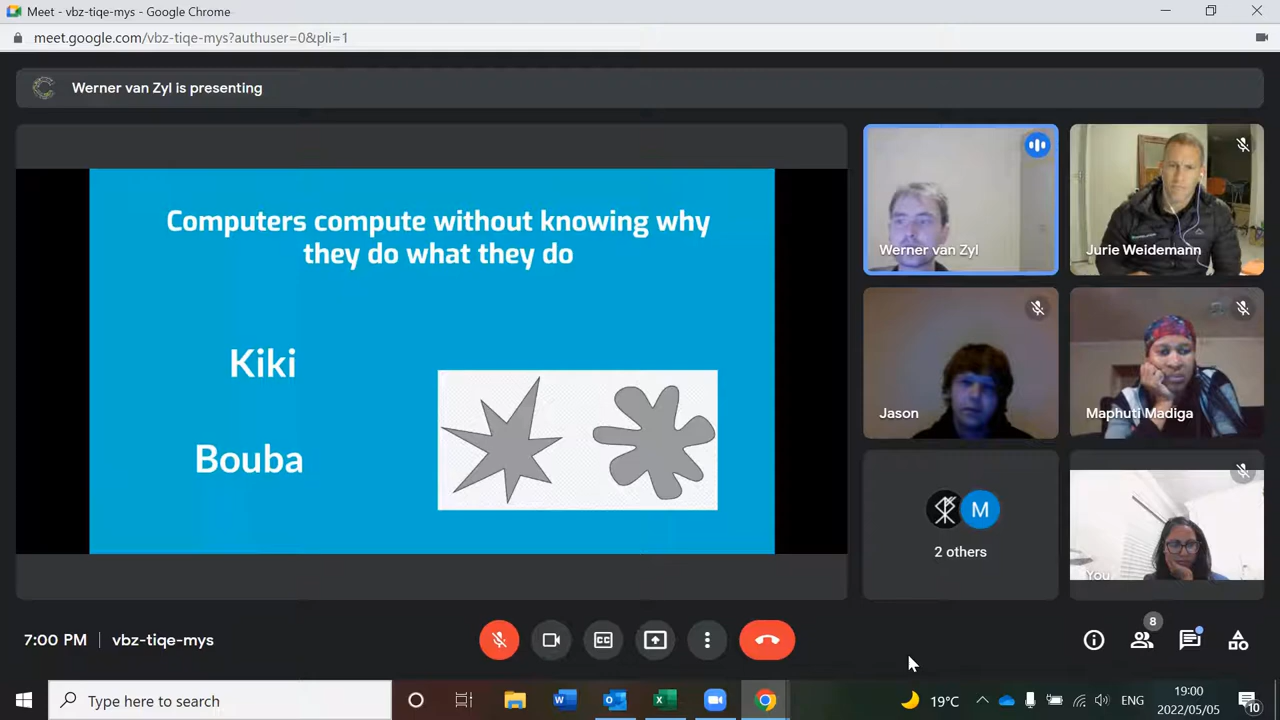 Meet - vbz-tiqe-mys - Google Chrome
meet.google.com/vbz-tiqe-mys?authuser=0&pli=1
Werner van Zyl is presenting
Computers compute without knowing why
they do what they do
Kiki
Bouba
Werner van Zyl
Jurie Weidemann
Jason
Maphuti Madiga
M
2 others
You
7:00 PM | vbz-tiqe-mys
CC
8
Type here to search
19°C
ENG
19:00
2022/05/05
10